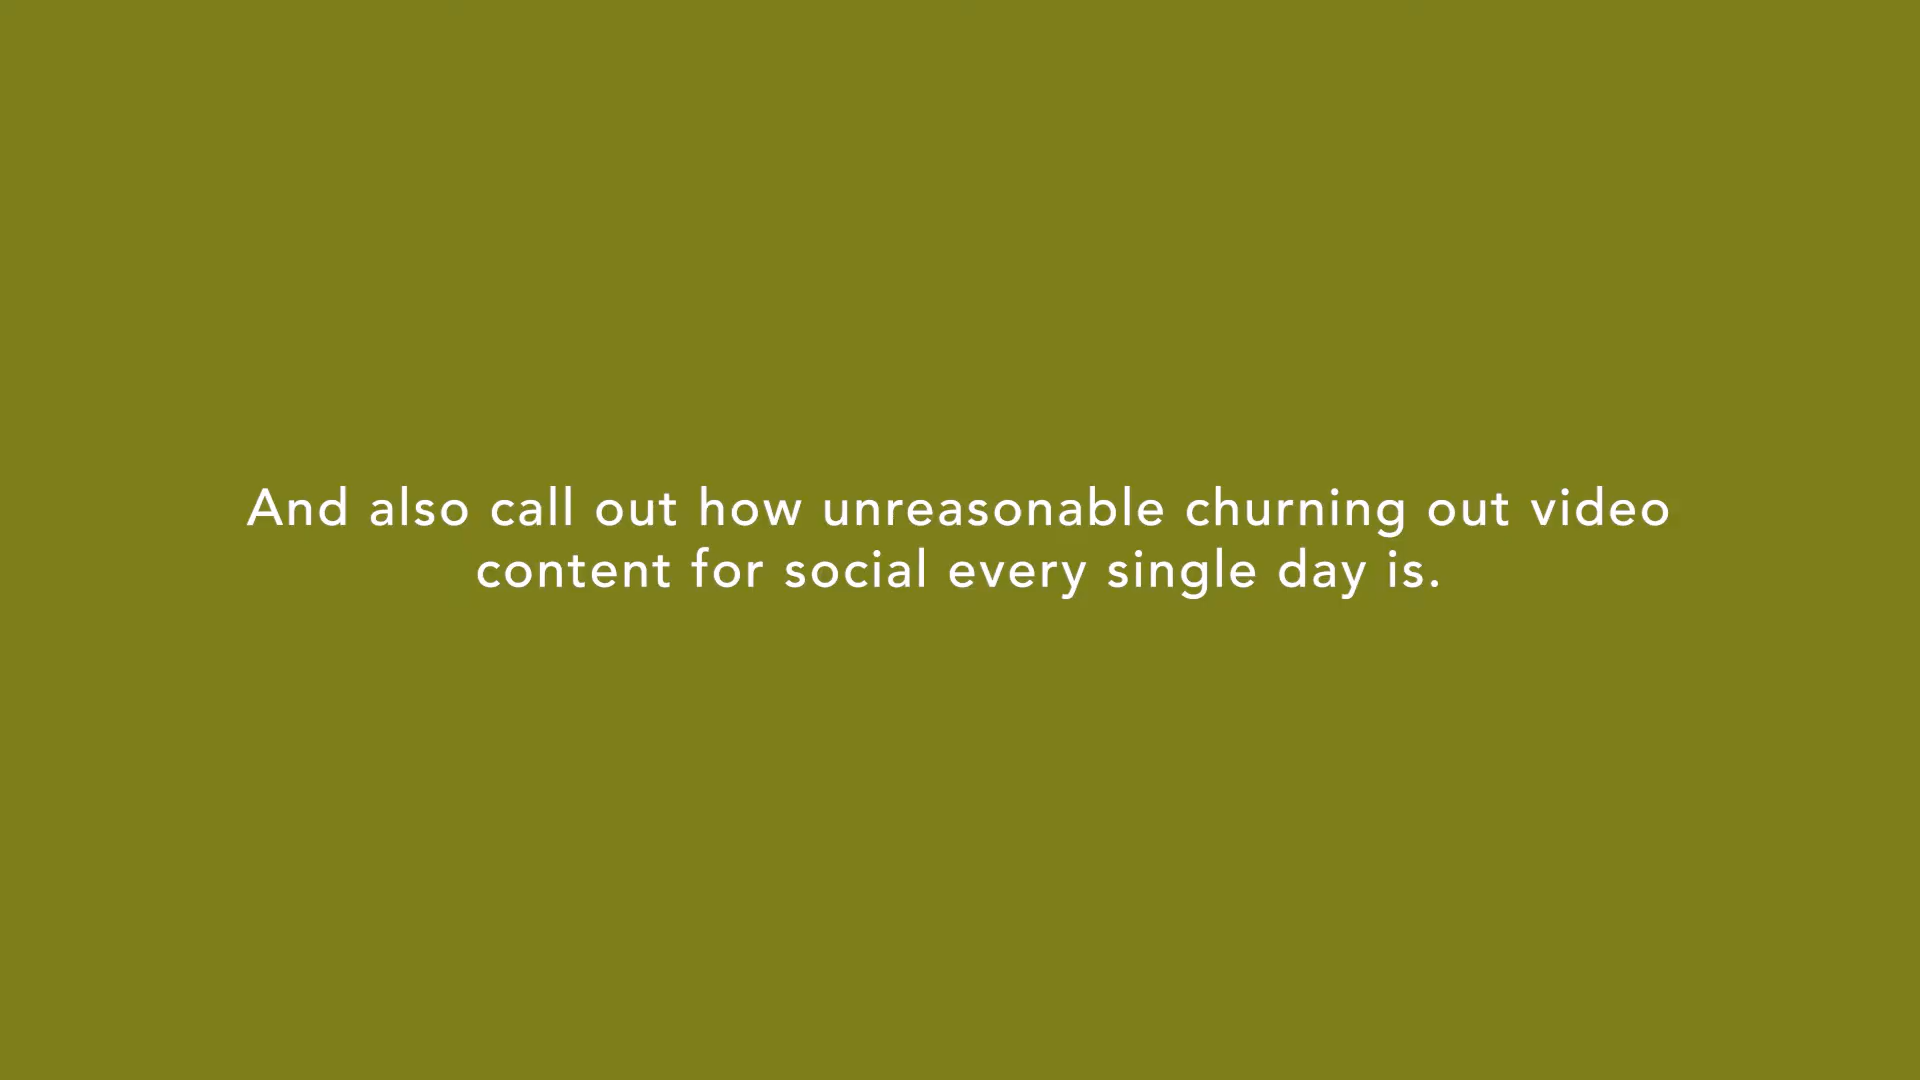 And also call out how unreasonable churning out video
content for social every single day is.